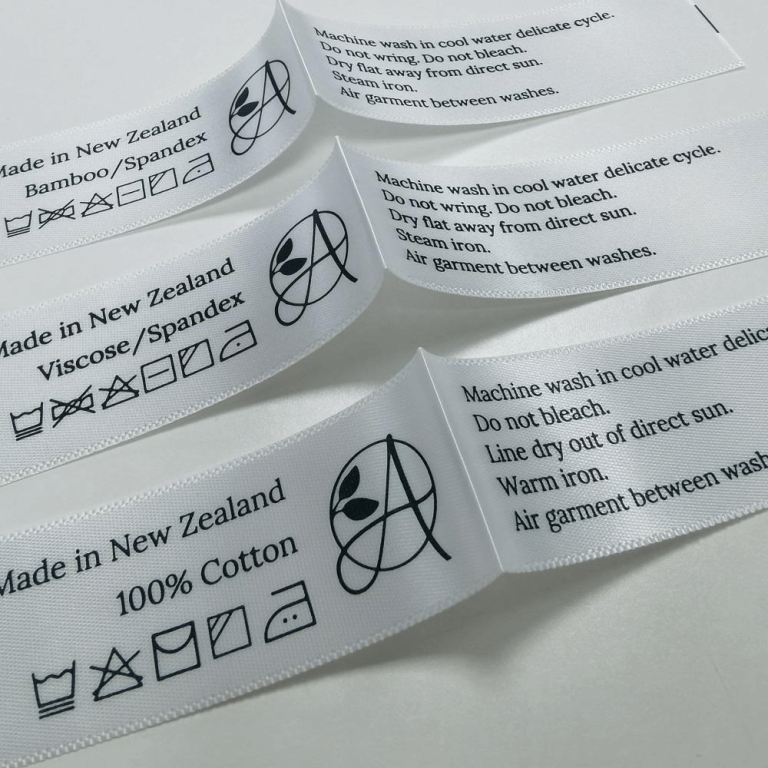 Made in New Zealand
Bamboo/Spandex
A
Machine wash in cool water delicate cycle.
Do not wring. Do not bleach.
Dry flat away from direct sun.
Steam iron.
Air garment between washes.
Made in New Zealand
Viscose/Spandex
A
Machine wash in cool water delicate cycle.
Do not wring. Do not bleach.
Dry flat away from direct sun.
Steam iron.
Air garment between washes.
Made in New Zealand
100% Cotton
A
Machine wash in cool water
Do not bleach.
Line dry out of direct sun.
Warm iron.
Air garment between